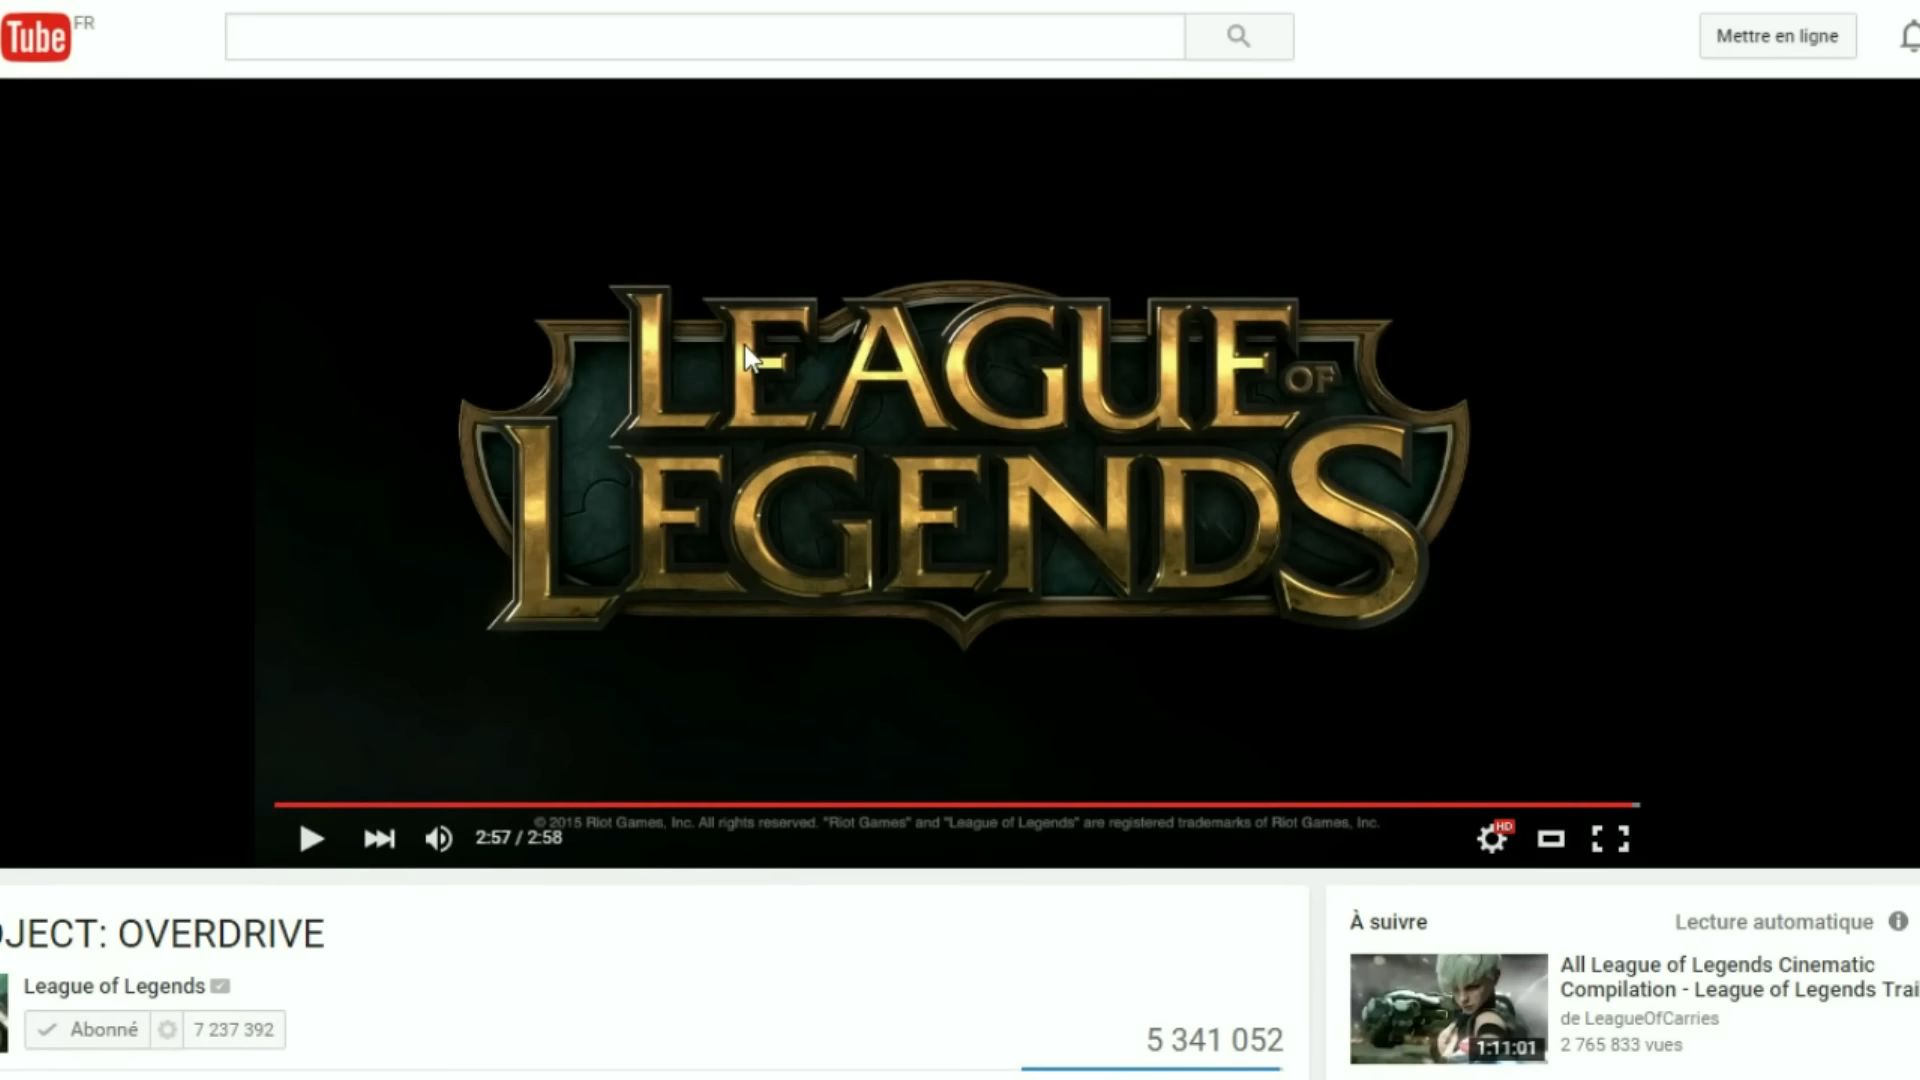 Tube FR
Mettre en ligne
LEAGUE OF
LEGENDS
© 2015 Riot Games, Inc. All rights reserved. "Riot Games" and "League of Legends" are registered trademarks of Riot Games, Inc.
2:57 / 2:58
HD
OJECT: OVERDRIVE
League of Legends
Abonné 7 237 392
5 341 052
À suivre
Lecture automatique
All League of Legends Cinematic
Compilation - League of Legends Trai
de LeagueOfCarries
2 765 833 vues
1:11:01